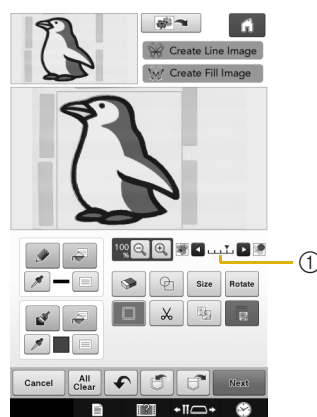 Create Line Image
Create Fill Image
100 %
①
Size
Rotate
Cancel
All Clear
Next